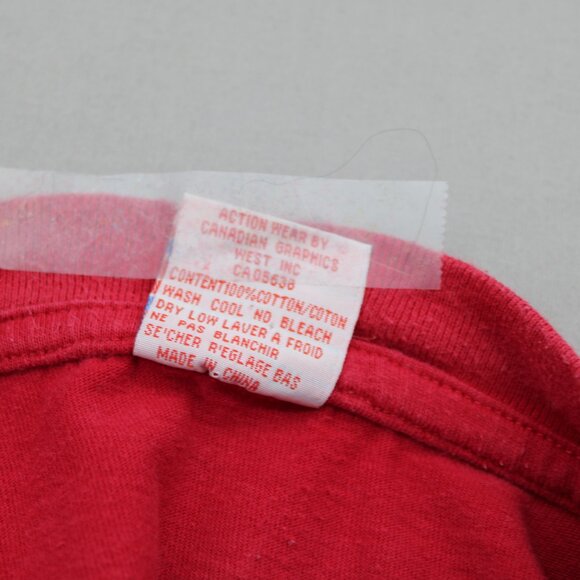 ACTION WEAR BY
CANADIAN GRAPHICS
WEST INC
CA05638
CONTENT100%COTTON/COTON
WASH COOL NO BLEACH
DRY LOW LAVER A FROID
NE PAS BLANCHIR
SE'CHER R'EGLAGE BAS
MADE IN CHINA